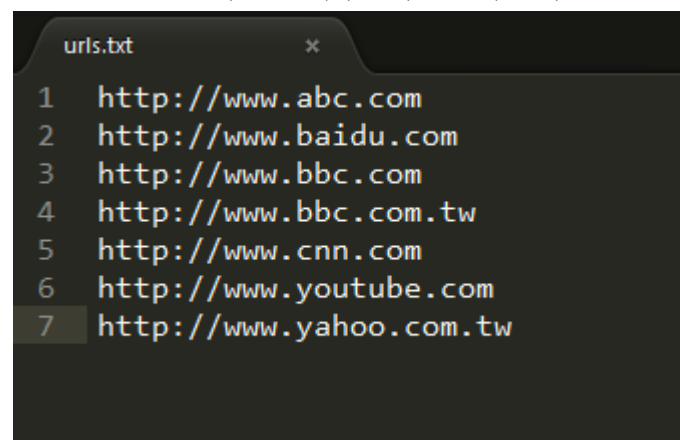 urls.txt ×
1 http://www.abc.com
2 http://www.baidu.com
3 http://www.bbc.com
4 http://www.bbc.com.tw
5 http://www.cnn.com
6 http://www.youtube.com
7 http://www.yahoo.com.tw